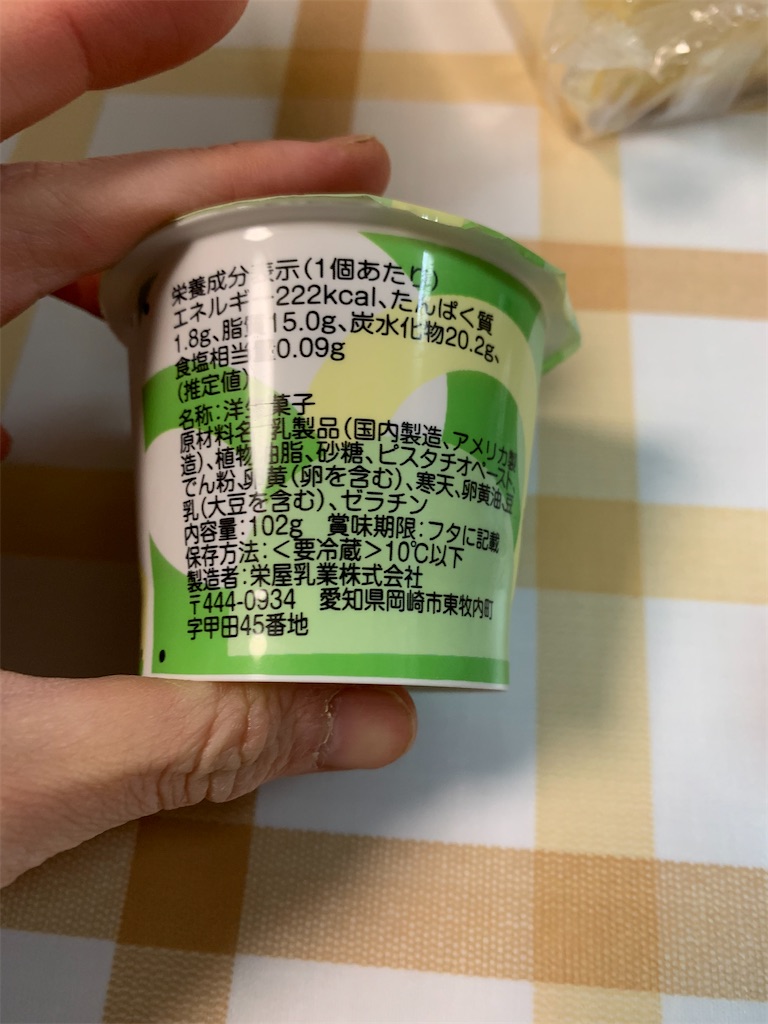 栄養成分表示(1個あたり)
エネルギー222kcal、たんぱく質
1.8g、脂質15.0g、炭水化物20.2g、
食塩相当量0.09g
(推定値)
名称:洋生菓子
原材料名:乳製品(国内製造、アメリカ製
造)、植物油脂、砂糖、ピスタチオペースト、
でん粉、卵黄(卵を含む)、寒天、卵黄油、豆
乳(大豆を含む)、ゼラチン
内容量:102g 賞味期限:フタに記載
保存方法:<要冷蔵>10℃以下
製造者:栄屋乳業株式会社
〒444-0934 愛知県岡崎市東牧内町
字甲田45番地